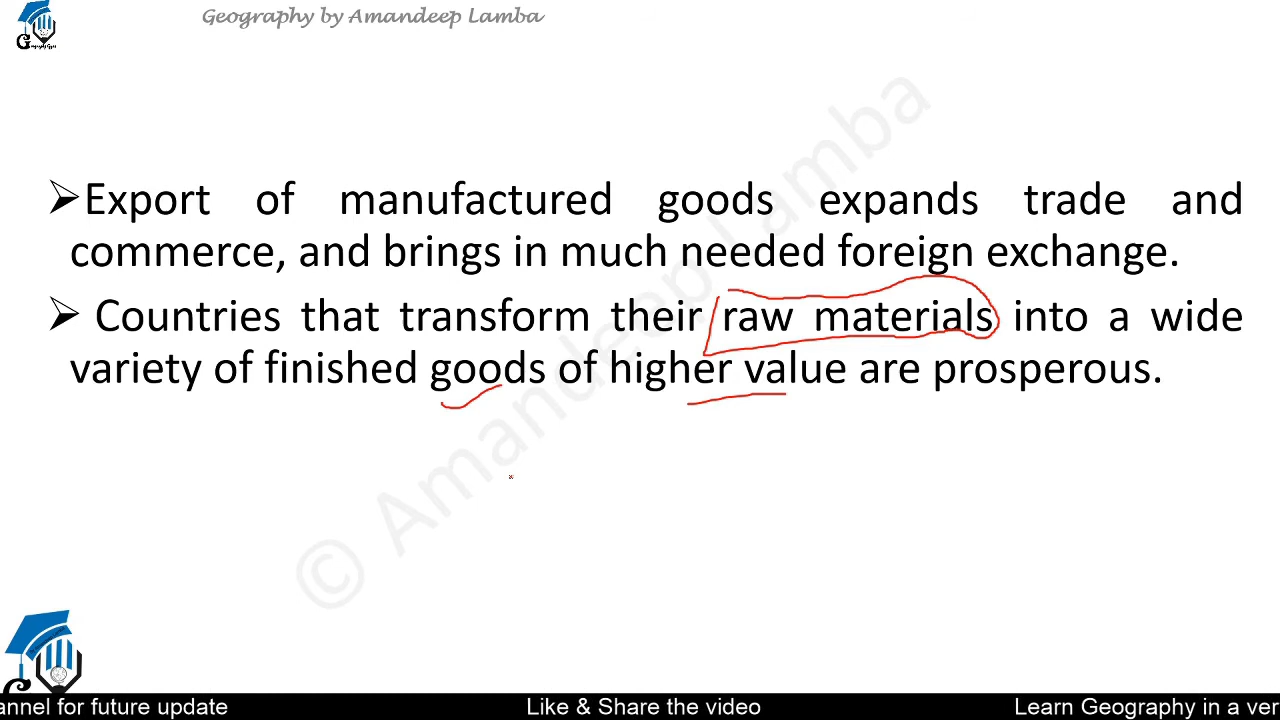 Geography by Amandeep Lamba
➢Export of manufactured goods expands trade and
commerce, and brings in much needed foreign exchange.
➢ Countries that transform their raw materials into a wide
variety of finished goods of higher value are prosperous.
© Amandeep Lamba
annel for future update Like & Share the video Learn Geography in a ver